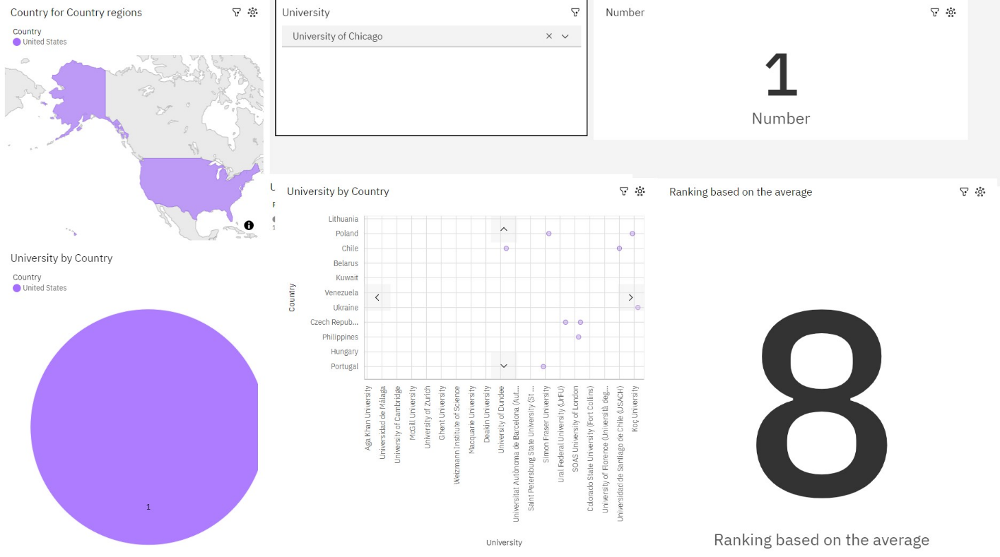 Country for Country regions
Country
United States
University
University of Chicago
Number
1
Number
University by Country
Country
United States
1
University by Country
Country
Lithuania
Poland
Chile
Belarus
Kuwait
Venezuela
Ukraine
Czech Repub...
Philippines
Hungary
Portugal
Aga Khan University
Universidad de Málaga
University of Cambridge
McGill University
University of Zurich
Ghent University
Weizmann Institute of Science
Macquarie University
Deakin University
University of Dundee
Universitat Autònoma de Barcelona (Aut...
Saint Petersburg State University (St ...
Simon Fraser University
Ural Federal University (UrFU)
SOAS University of London
Colorado State University (Fort Collins)
University of Florence (Università deg...
Universidad de Santiago de Chile (USACH)
Koç University
University
Ranking based on the average
8
Ranking based on the average